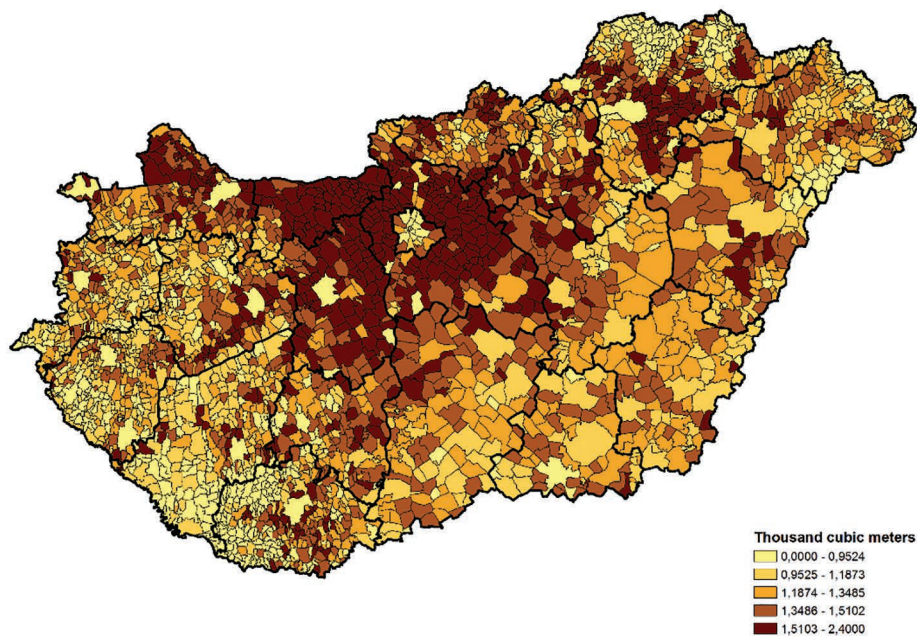 Thousand cubic meters
0,0000 - 0,9524
0,9525 - 1,1873
1,1874 - 1,3485
1,3486 - 1,5102
1,5103 - 2,4000